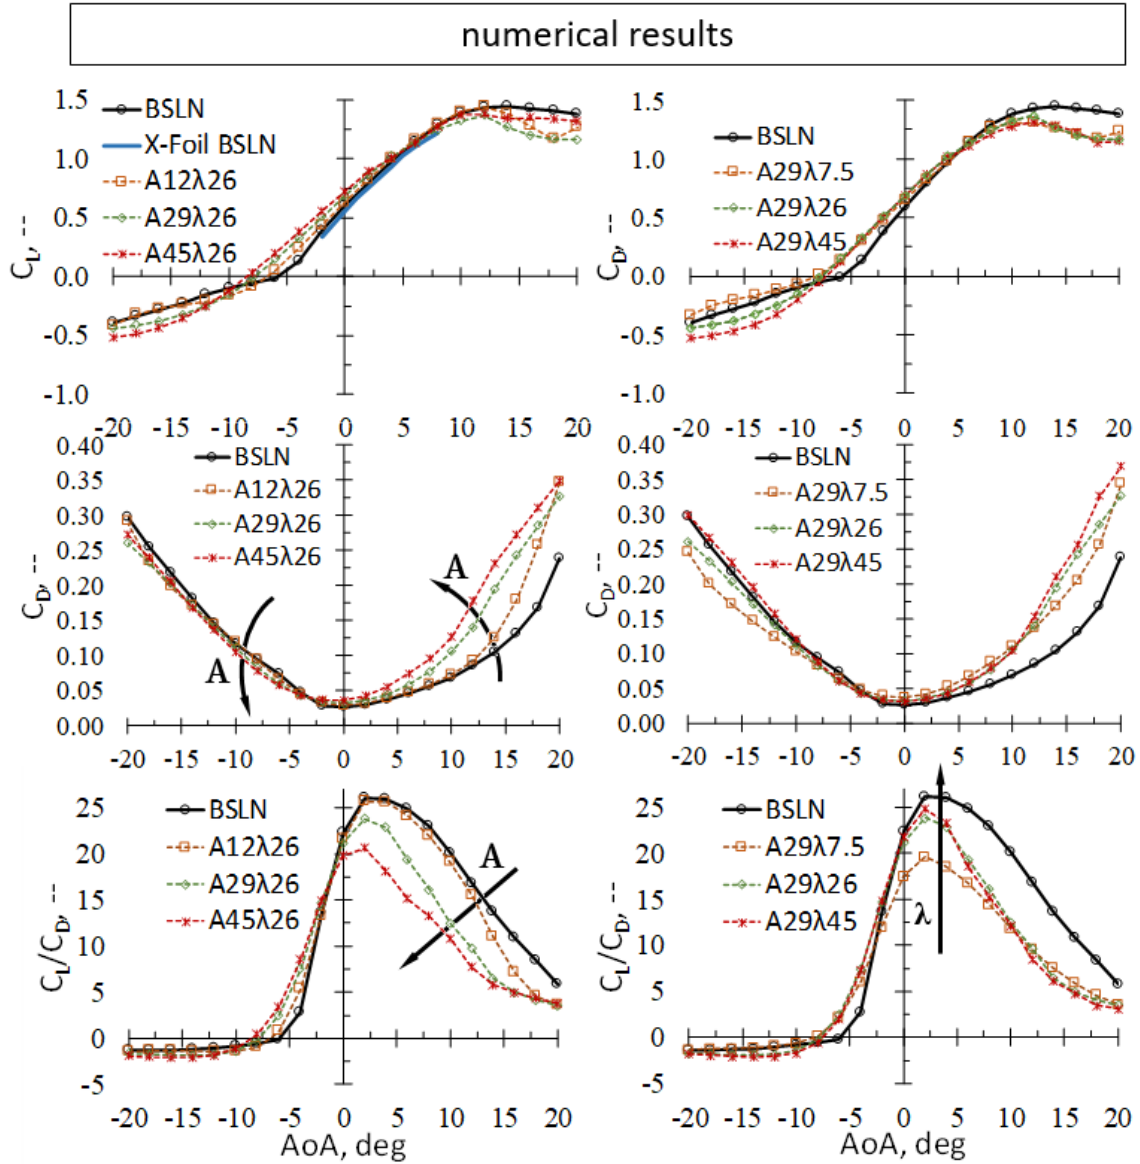 numerical results
1.5
1.0
0.5
0.0
-0.5
-1.0
CL, --
BSLN
X-Foil BSLN
A12λ26
A29λ26
A45λ26
-20 -15 -10 -5 0 5 10 15 20
1.5
1.0
0.5
0.0
-0.5
-1.0
CD, --
BSLN
A29λ7.5
A29λ26
A29λ45
-20 -15 -10 -5 0 5 10 15 20
0.40
0.35
0.30
0.25
0.20
0.15
0.10
0.05
0.00
CD, --
BSLN
A12λ26
A29λ26
A45λ26
A
A
-20 -15 -10 -5 0 5 10 15 20
0.40
0.35
0.30
0.25
0.20
0.15
0.10
0.05
0.00
CD, --
BSLN
A29λ7.5
A29λ26
A29λ45
-20 -15 -10 -5 0 5 10 15 20
25
20
15
10
5
0
-5
CL/CD, --
BSLN
A12λ26
A29λ26
A45λ26
A
-20 -15 -10 -5 0 5 10 15 20
AoA, deg
25
20
15
10
5
0
-5
CL/CD, --
BSLN
A29λ7.5
A29λ26
A29λ45
λ
-20 -15 -10 -5 0 5 10 15 20
AoA, deg